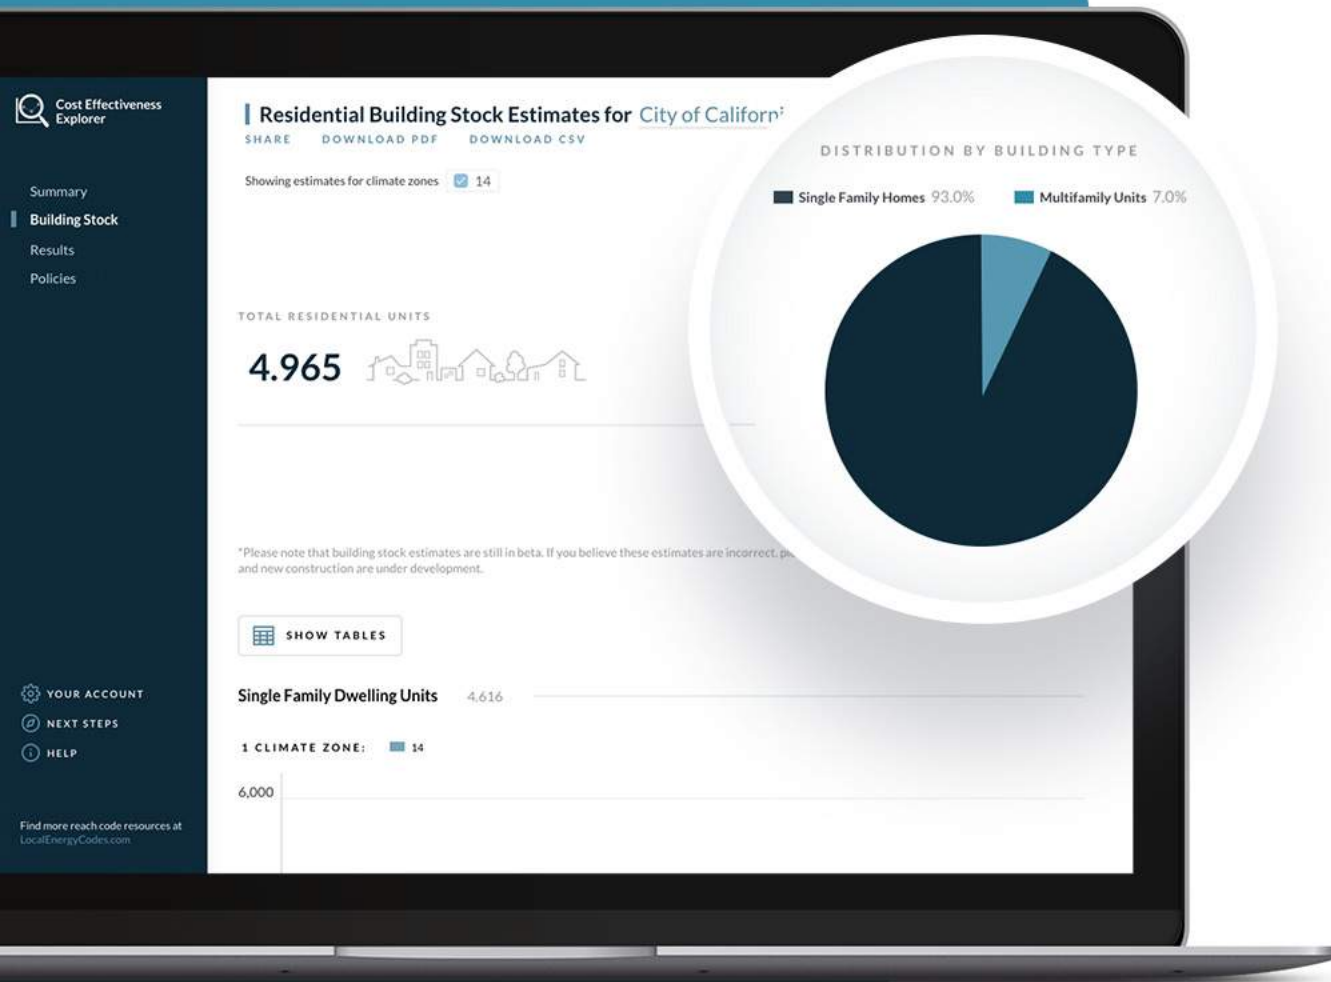 Cost Effectiveness
Explorer
Summary
Building Stock
Results
Policies
YOUR ACCOUNT
NEXT STEPS
HELP
Find more reach code resources at
LocalEnergyCodes.com
Residential Building Stock Estimates for City of
SHARE DOWNLOAD PDF DOWNLOAD CSV
Showing estimates for climate zones 14
TOTAL RESIDENTIAL UNITS
4.965
*Please note that building stock estimates are still in beta. If you believe these estimates are incorrect,
and new construction are under development.
SHOW TABLES
Single Family Dwelling Units 4.616
1 CLIMATE ZONE: 14
6,000
DISTRIBUTION BY BUILDING TYPE
Single Family Homes 93.0% Multifamily Units 7.0%